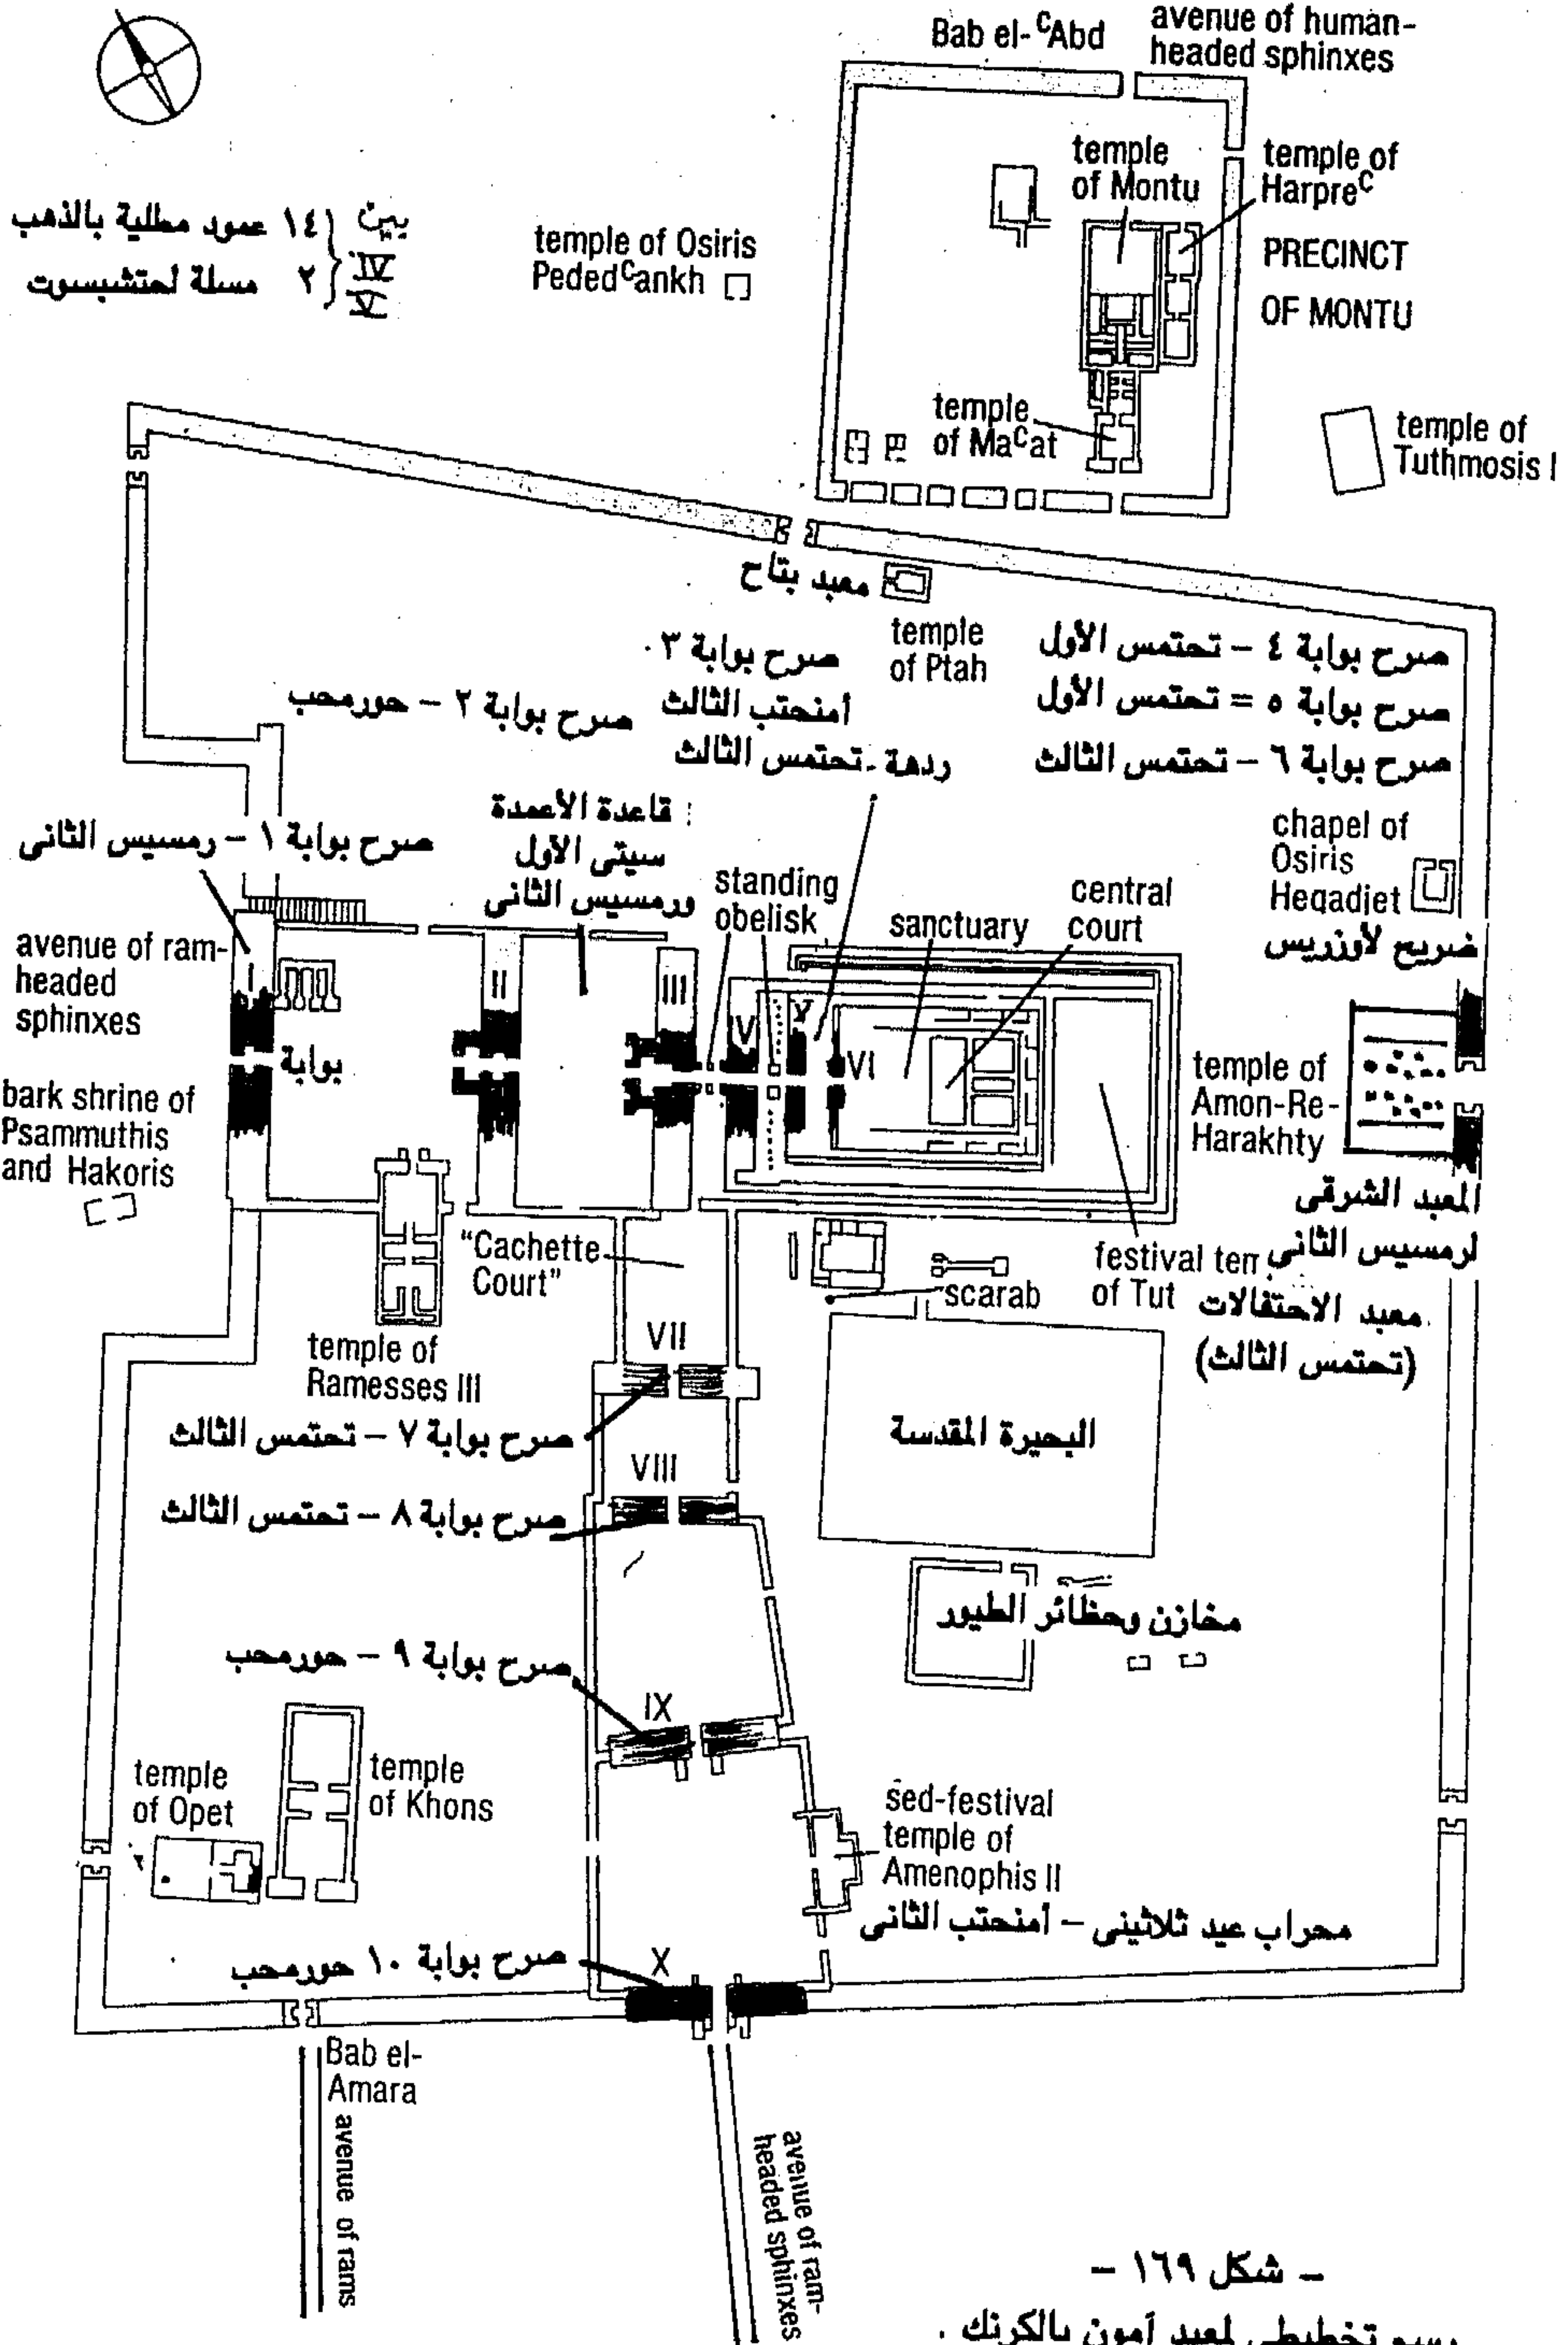 Bab el-ᶜAbd
avenue of human-
headed sphinxes
temple
of Montu
temple of
Harpreᶜ
PRECINCT
OF MONTU
بين
IV
V
١٤ عمود مطلية بالذهب
٢ مسلة لحتشبسوت
temple of Osiris
Pededᶜankh
temple
of Maᶜat
temple of
Tuthmosis I
معبد بتاح
temple
of Ptah
صرح بوابة ٤ – تحتمس الأول
صرح بوابة ٥ = تحتمس الأول
صرح بوابة ٦ – تحتمس الثالث
صرح بوابة ٣
أمنحتب الثالث
ردهة - تحتمس الثالث
صرح بوابة ٢ – حورمحب
قاعدة الأعمدة
سيتى الأول
ورمسيس الثانى
صرح بوابة ١ – رمسيس الثانى
standing
obelisk
sanctuary
central
court
chapel of
Osiris
Heqadjet
ضريح لأوزريس
avenue of ram-
headed
sphinxes
I
II
III
V
V
VI
بوابة
bark shrine of
Psammuthis
and Hakoris
temple of
Amon-Re-
Harakhty
المعبد الشرقى
لرمسيس الثانى
"Cachette
Court"
scarab
festival tem
of Tut
معبد الاحتفالات
(تحتمس الثالث)
temple of
Ramesses III
VII
صرح بوابة ٧ – تحتمس الثالث
VIII
صرح بوابة ٨ – تحتمس الثالث
البحيرة المقدسة
مخازن وحظائر الطيور
صرح بوابة ٩ – حورمحب
IX
temple
of Opet
temple
of Khons
sed-festival
temple of
Amenophis II
محراب عيد ثلاثينى – أمنحتب الثانى
صرح بوابة ١٠ حورمحب
X
Bab el-
Amara
avenue of rams
avenue of ram-
headed sphinxes
– شكل ١٦٩ –
رسم تخطيطى لمعبد آمون بالكرنك .